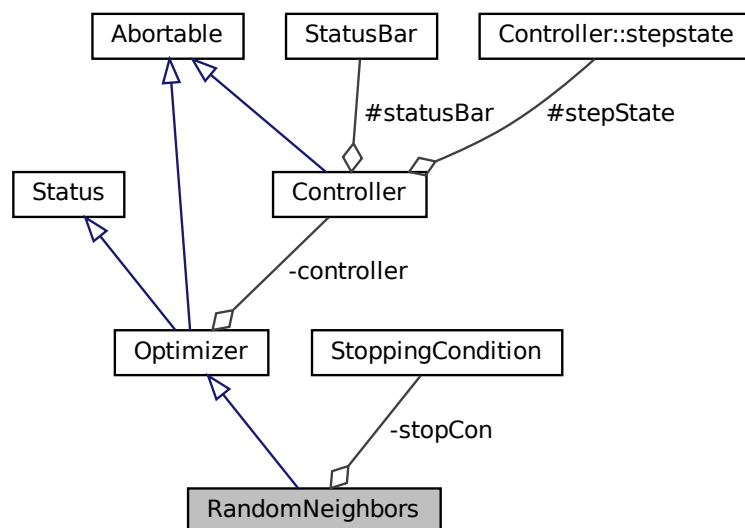 Abortable
StatusBar
Controller::stepstate
#statusBar
#stepState
Status
Controller
-controller
Optimizer
StoppingCondition
-stopCon
RandomNeighbors